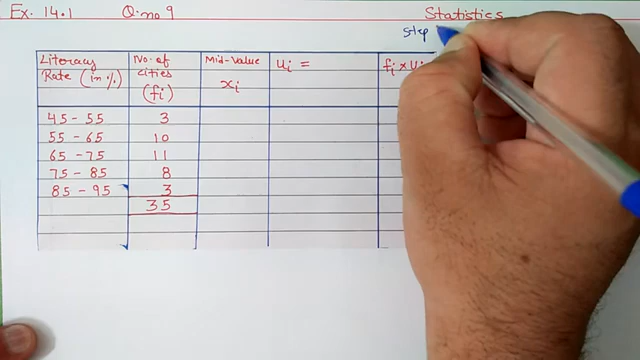 Ex. 14.1 Q.no 9 Statistics
step
Literacy Rate (in %) No. of cities (fi) Mid-Value xi ui = fi × ui
45 - 55 3
55 - 65 10
65 - 75 11
75 - 85 8
85 - 95 3
35